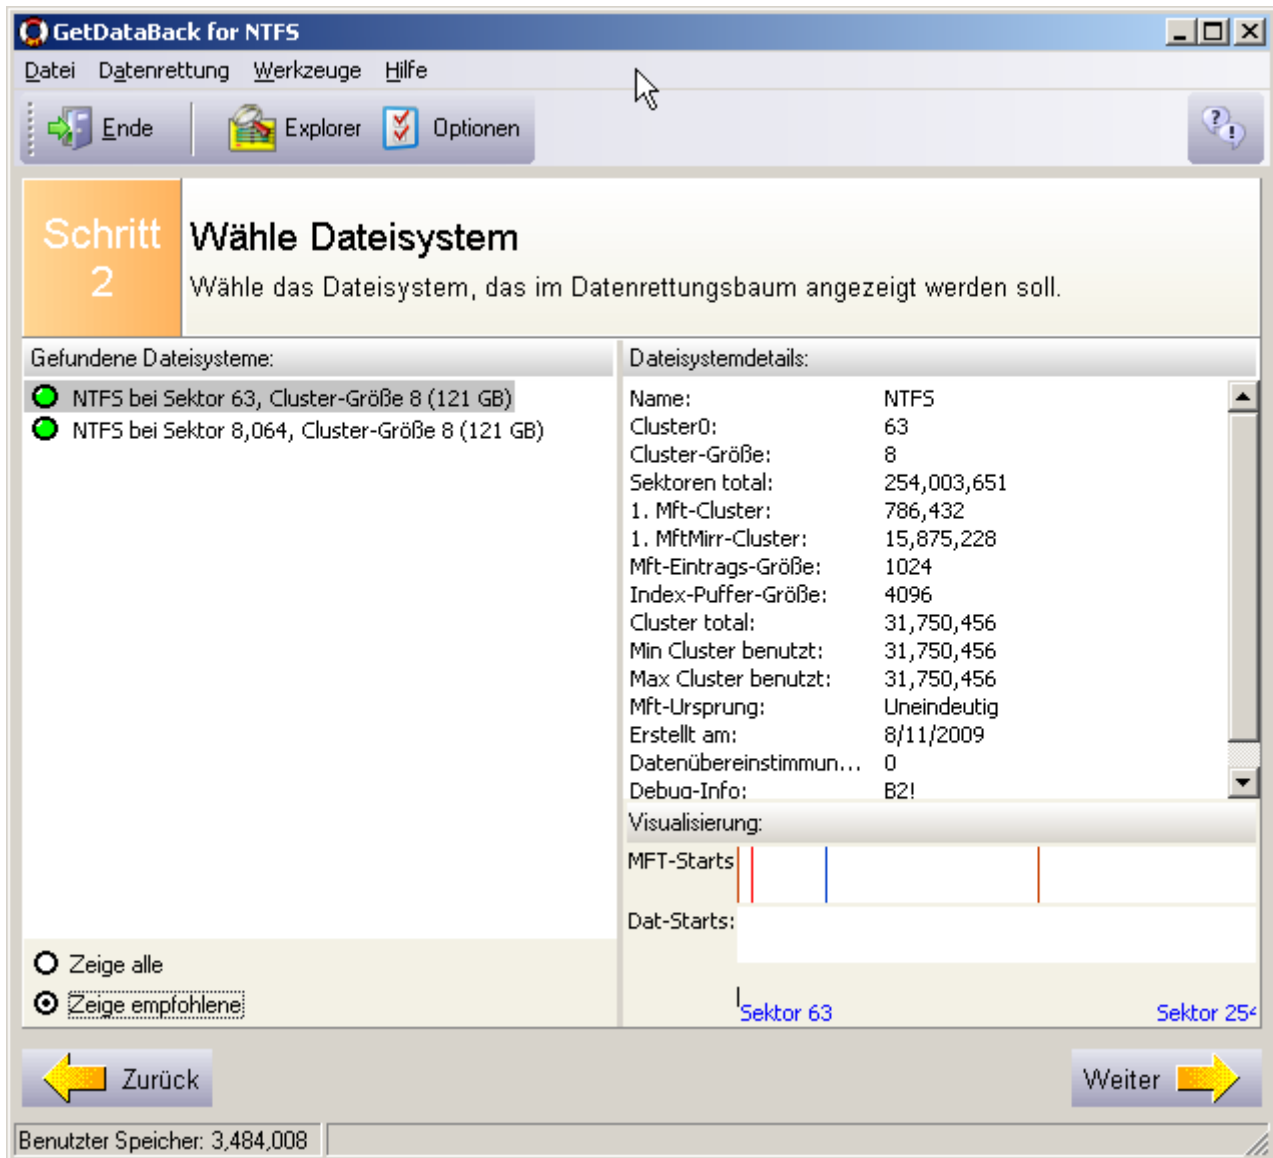 GetDataBack for NTFS
Datei Datenrettung Werkzeuge Hilfe
Ende Explorer Optionen
Schritt 2
Wähle Dateisystem
Wähle das Dateisystem, das im Datenrettungsbaum angezeigt werden soll.
Gefundene Dateisysteme:
NTFS bei Sektor 63, Cluster-Größe 8 (121 GB)
NTFS bei Sektor 8,064, Cluster-Größe 8 (121 GB)
Zeige alle
Zeige empfohlene
Dateisystemdetails:
Name: NTFS
Cluster0: 63
Cluster-Größe: 8
Sektoren total: 254,003,651
1. Mft-Cluster: 786,432
1. MftMirr-Cluster: 15,875,228
Mft-Eintrags-Größe: 1024
Index-Puffer-Größe: 4096
Cluster total: 31,750,456
Min Cluster benutzt: 31,750,456
Max Cluster benutzt: 31,750,456
Mft-Ursprung: Uneindeutig
Erstellt am: 8/11/2009
Datenübereinstimmun... 0
Debug-Info: B2!
Visualisierung:
MFT-Starts
Dat-Starts:
Sektor 63 Sektor 254
Zurück Weiter
Benutzter Speicher: 3,484,008